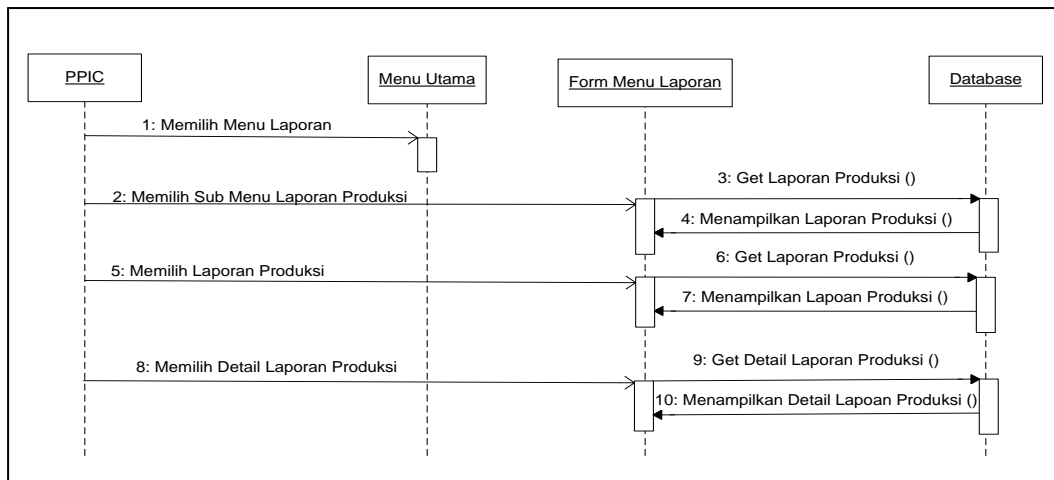 PPIC
Menu Utama
Form Menu Laporan
Database
1: Memilih Menu Laporan
2: Memilih Sub Menu Laporan Produksi
3: Get Laporan Produksi ()
4: Menampilkan Laporan Produksi ()
5: Memilih Laporan Produksi
6: Get Laporan Produksi ()
7: Menampilkan Lapoan Produksi ()
8: Memilih Detail Laporan Produksi
9: Get Detail Laporan Produksi ()
10: Menampilkan Detail Lapoan Produksi ()